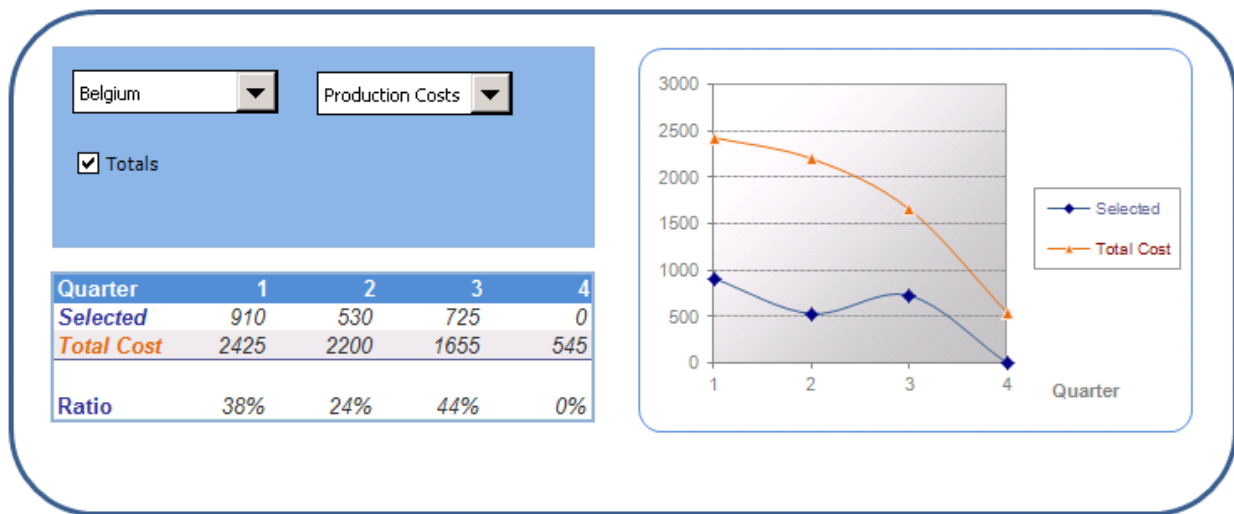 Belgium
Production Costs
Totals
Quarter 1 2 3 4
Selected 910 530 725 0
Total Cost 2425 2200 1655 545
Ratio 38% 24% 44% 0%
3000
2500
2000
1500
1000
500
0
1 2 3 4
Quarter
Selected
Total Cost